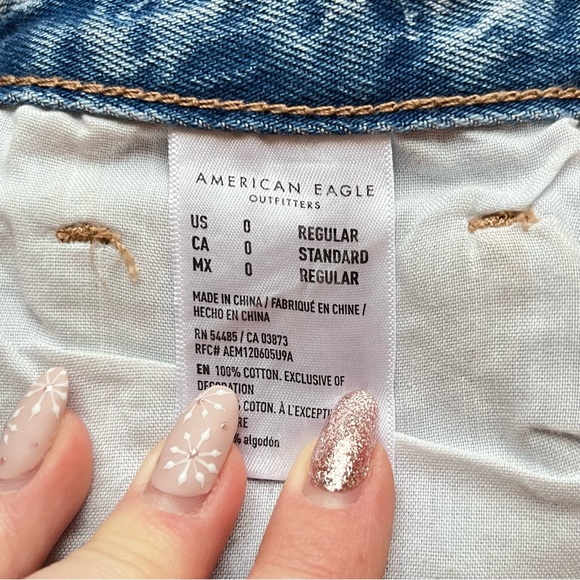 AMERICAN EAGLE
OUTFITTERS
US 0 REGULAR
CA 0 STANDARD
MX 0 REGULAR
MADE IN CHINA / FABRIQUÉ EN CHINE /
HECHO EN CHINA
RN 54485 / CA 03873
RFC# AEM120605U9A
EN 100% COTTON. EXCLUSIVE OF
% COTON. À L'EXCEPTI
% algodón